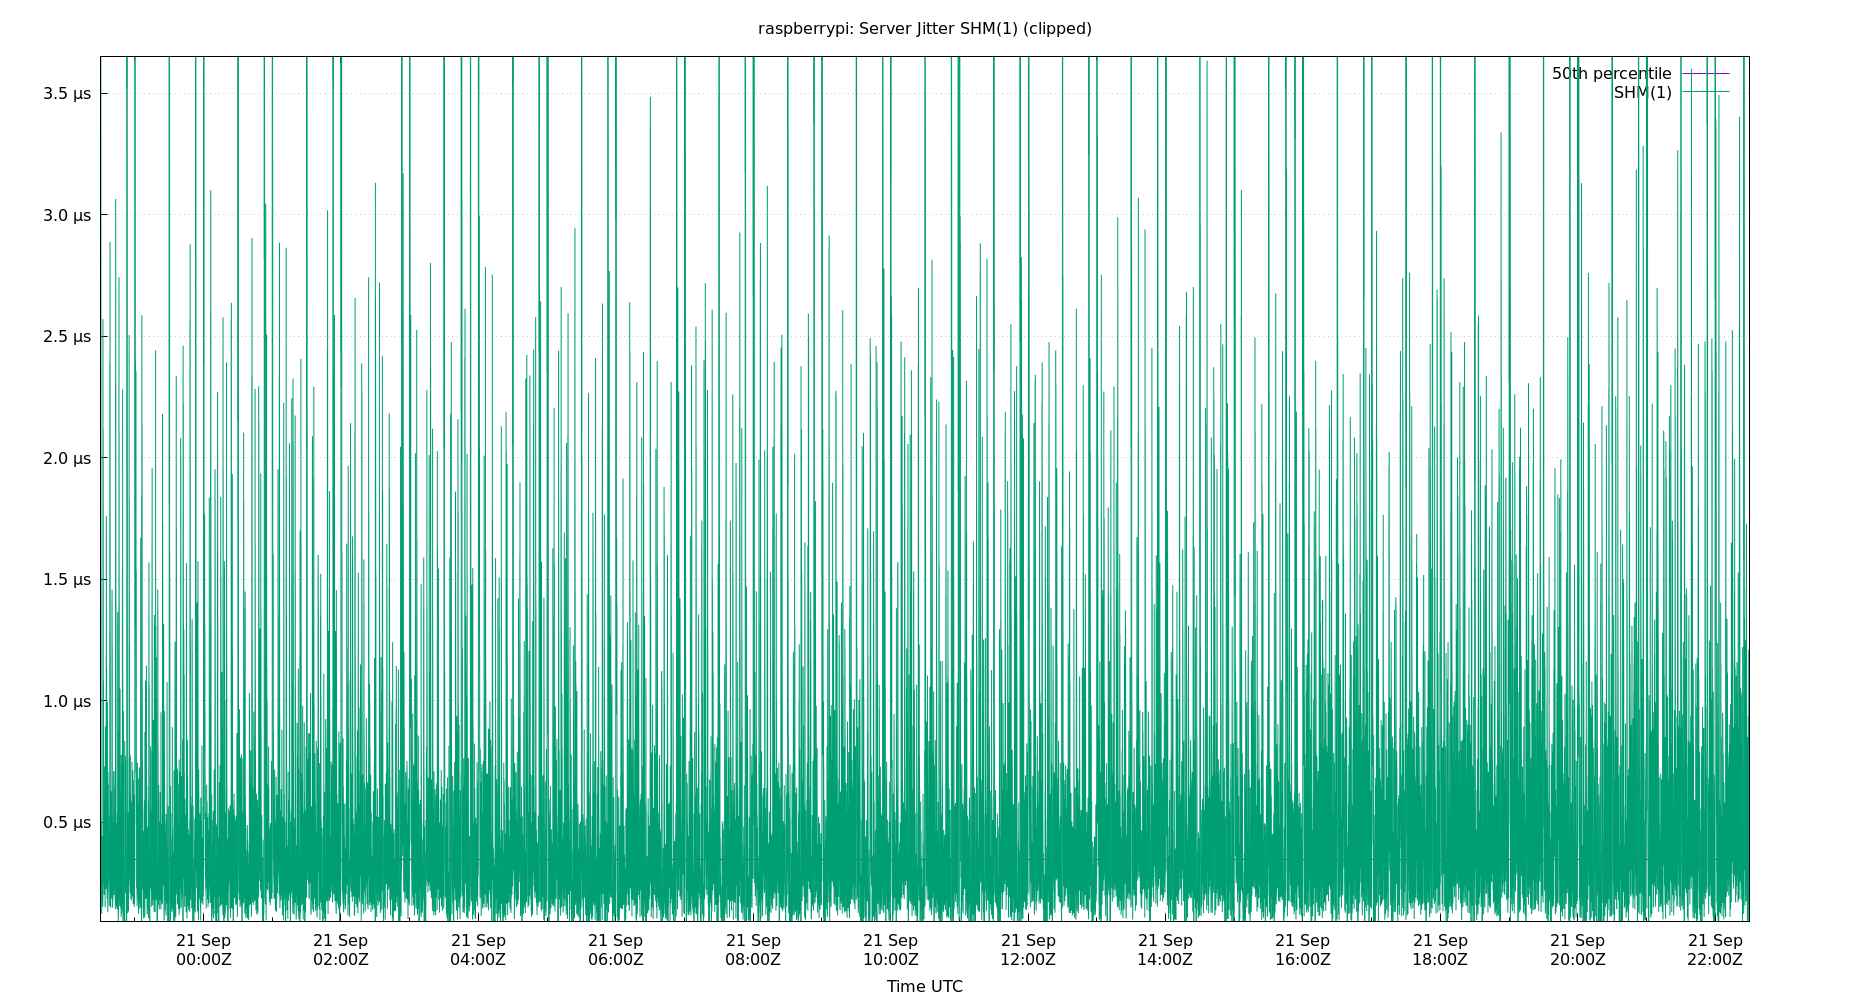 raspberrypi: Server Jitter SHM(1) (clipped)
50th percentile
SHM(1)
3.5 μs
3.0 μs
2.5 μs
2.0 μs
1.5 μs
1.0 μs
0.5 μs
21 Sep 21 Sep 21 Sep 21 Sep 21 Sep 21 Sep 21 Sep 21 Sep 21 Sep 21 Sep 21 Sep 21 Sep
00:00Z 02:00Z 04:00Z 06:00Z 08:00Z 10:00Z 12:00Z 14:00Z 16:00Z 18:00Z 20:00Z 22:00Z
Time UTC